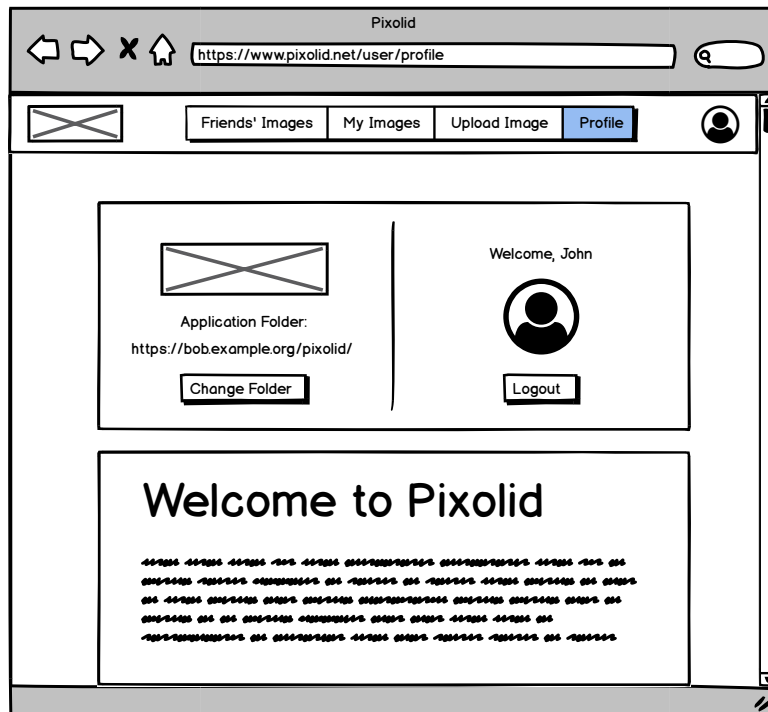 Pixolid
https://www.pixolid.net/user/profile
Friends' Images
My Images
Upload Image
Profile
Application Folder:
https://bob.example.org/pixolid/
Change Folder
Welcome, John
Logout
Welcome to Pixolid